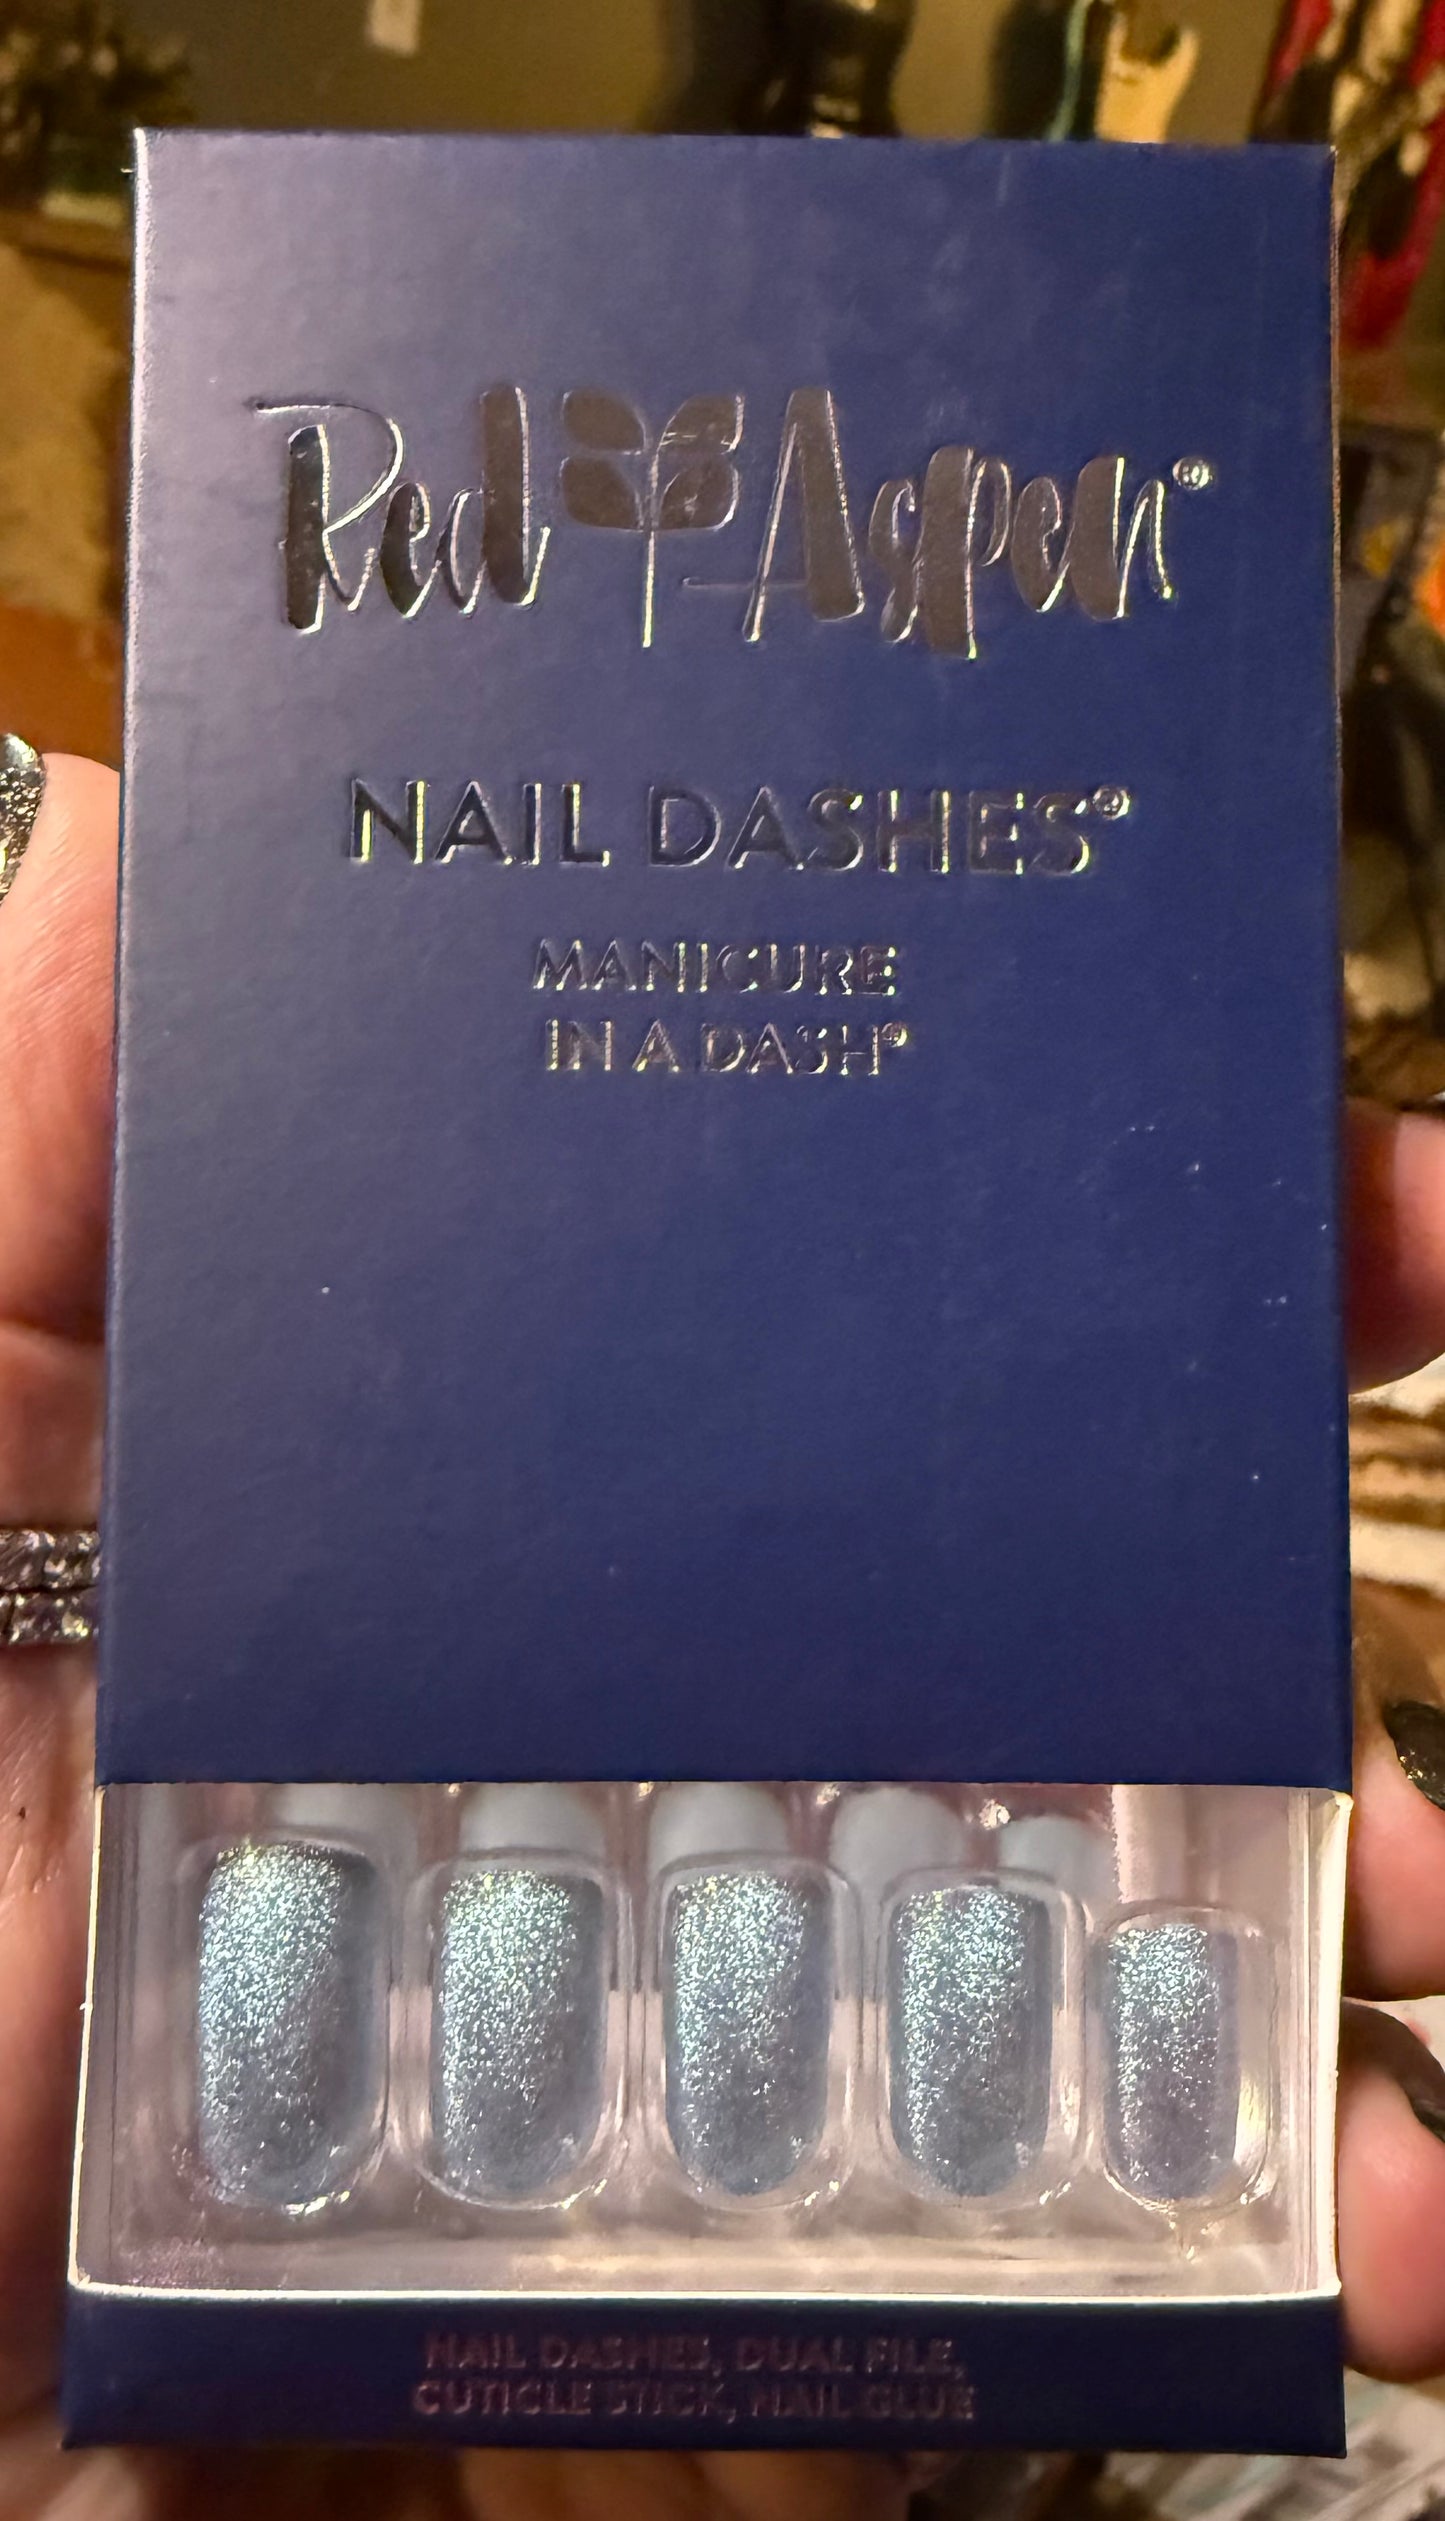 Red Aspen®
NAIL DASHES®
MANICURE
IN A DASH®
NAIL DASHES, DUAL FILE,
CUTICLE STICK, NAIL GLUE